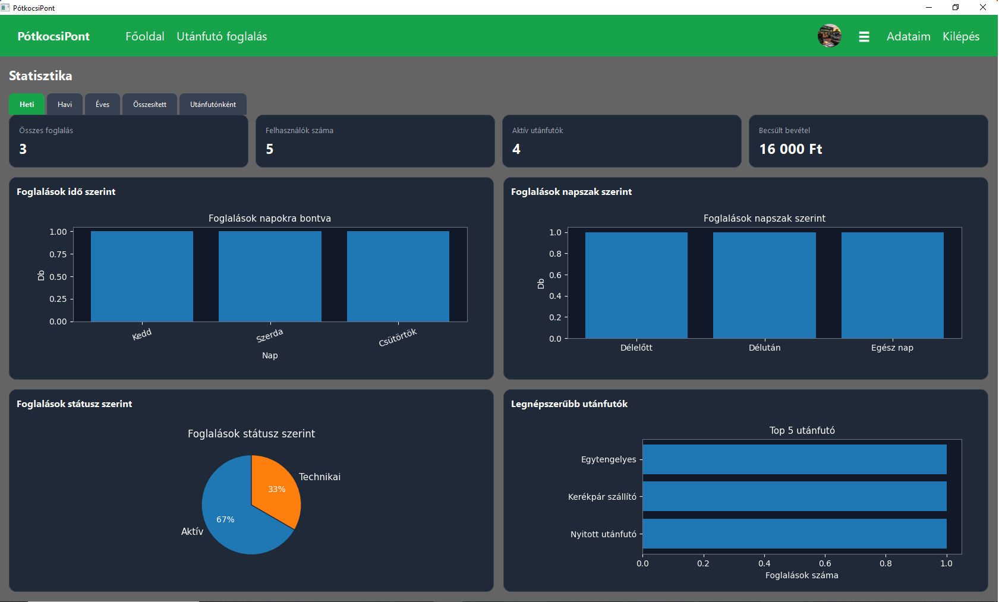 PótkocsiPont
PótkocsiPont Főoldal Utánfutó foglalás Adataim Kilépés
Statisztika
Heti Havi Éves Összesített Utánfutónként
Összes foglalás
3
Felhasználók száma
5
Aktív utánfutók
4
Becsült bevétel
16 000 Ft
Foglalások idő szerint
Foglalások napokra bontva
1.00
0.75
0.50
0.25
0.00
Db
Kedd Szerda Csütörtök
Nap
Foglalások napszak szerint
Foglalások napszak szerint
1.0
0.8
0.6
0.4
0.2
0.0
Db
Délelőtt Délután Egész nap
Foglalások státusz szerint
Foglalások státusz szerint
Technikai
33%
67%
Aktív
Legnépszerűbb utánfutók
Top 5 utánfutó
Egytengelyes
Kerékpár szállító
Nyitott utánfutó
0.0 0.2 0.4 0.6 0.8 1.0
Foglalások száma